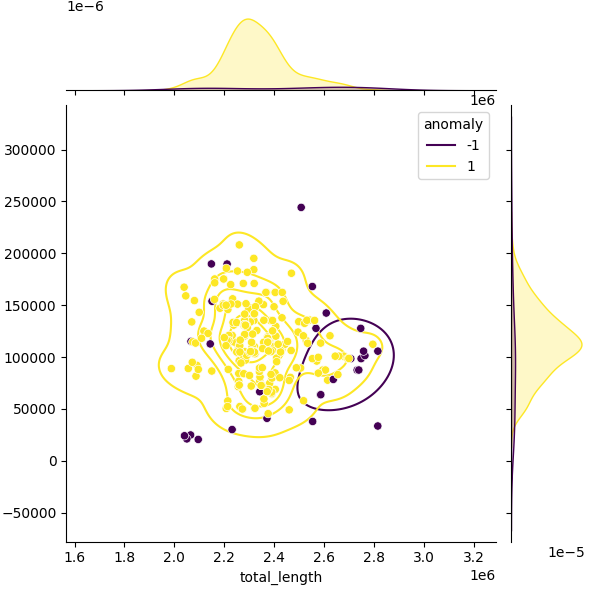 1e−6
1e6
anomaly
-1
1
300000
250000
200000
150000
100000
50000
0
−50000
1.6 1.8 2.0 2.2 2.4 2.6 2.8 3.0 3.2
1e−5
1e6
total_length